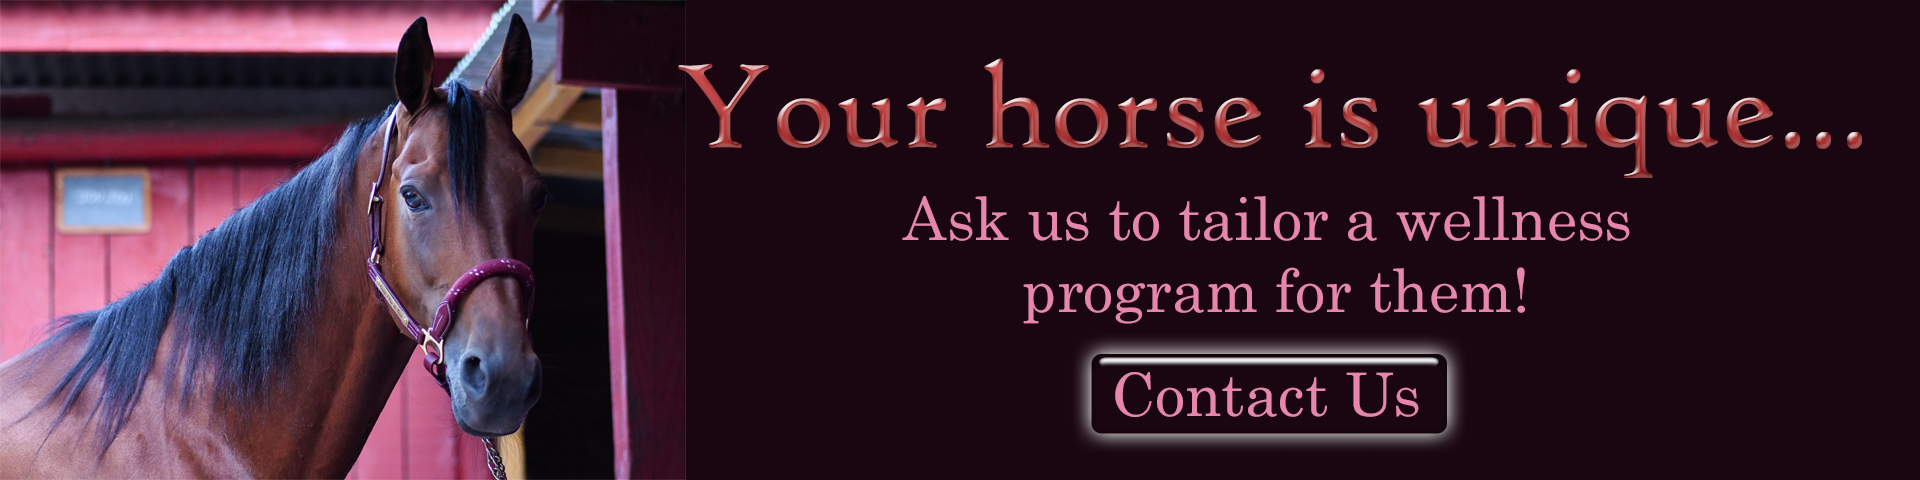 Your horse is unique...
Ask us to tailor a wellness
program for them!
Contact Us